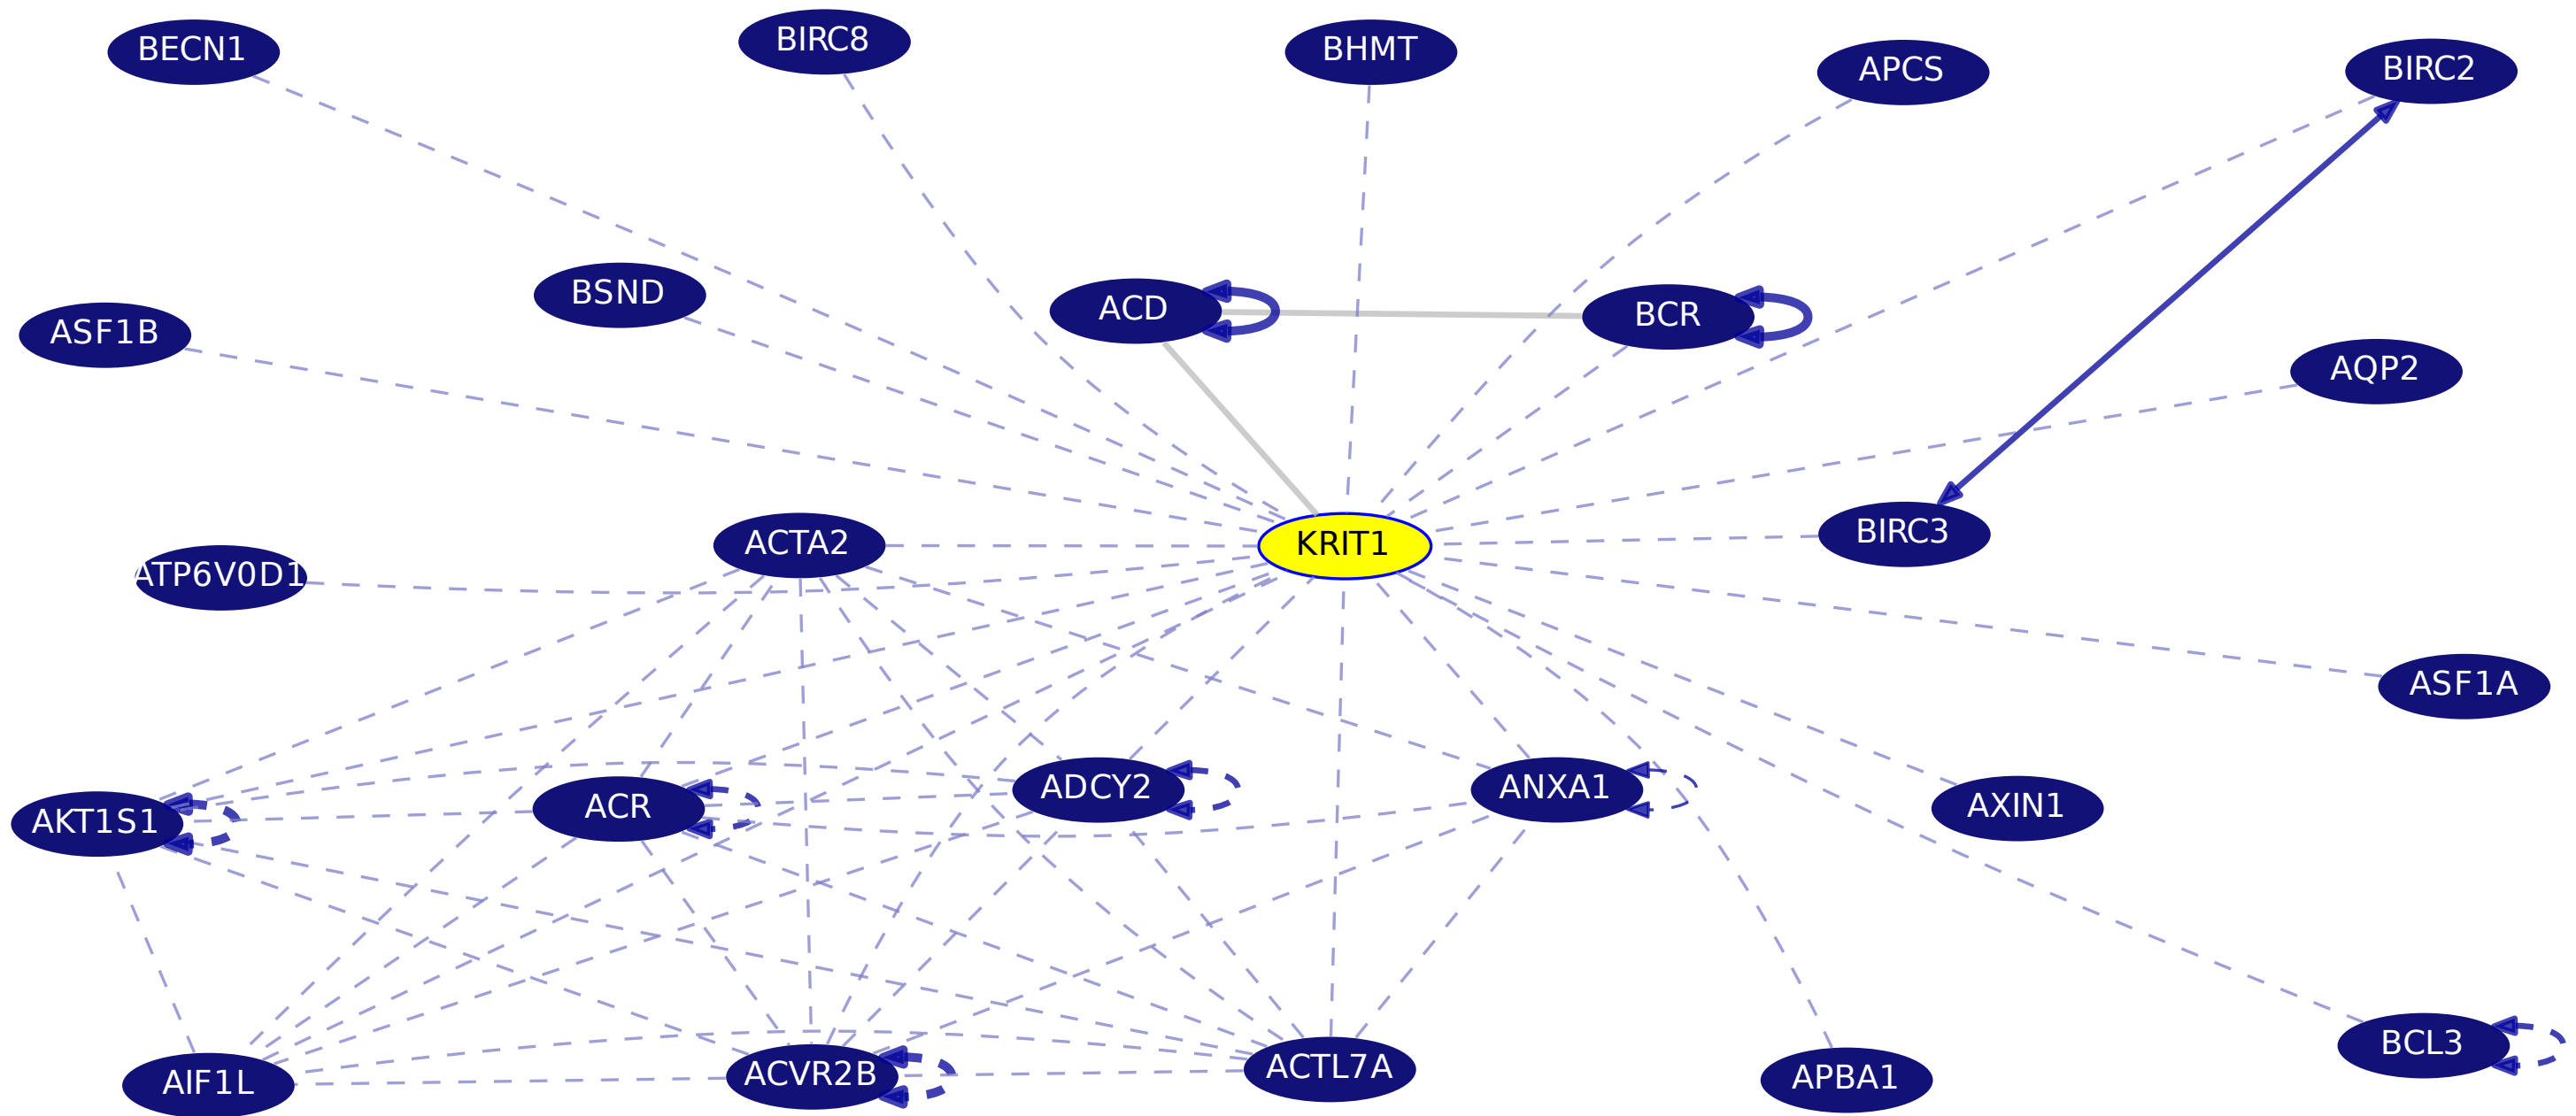 BECN1
BIRC8
BHMT
APCS
BIRC2
BSND
ACD
BCR
ASF1B
AQP2
ACTA2
KRIT1
BIRC3
ATP6V0D1
ASF1A
AKT1S1
ACR
ADCY2
ANXA1
AXIN1
AIF1L
ACVR2B
ACTL7A
APBA1
BCL3